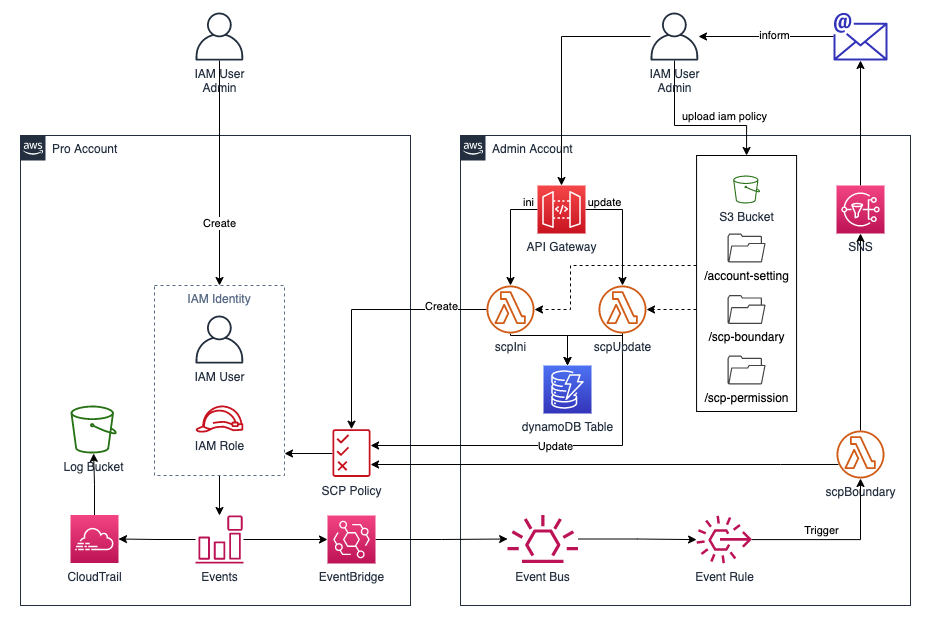 IAM User
Admin
IAM User
Admin
inform
@
upload iam policy
aws
Pro Account
aws
Admin Account
Create
ini
update
API Gateway
S3 Bucket
SNS
/account-setting
IAM Identity
Create
scpIni
scpUpdate
/scp-boundary
IAM User
/scp-permission
dynamoDB Table
IAM Role
Update
Log Bucket
SCP Policy
scpBoundary
Trigger
CloudTrail
Events
EventBridge
Event Bus
Event Rule